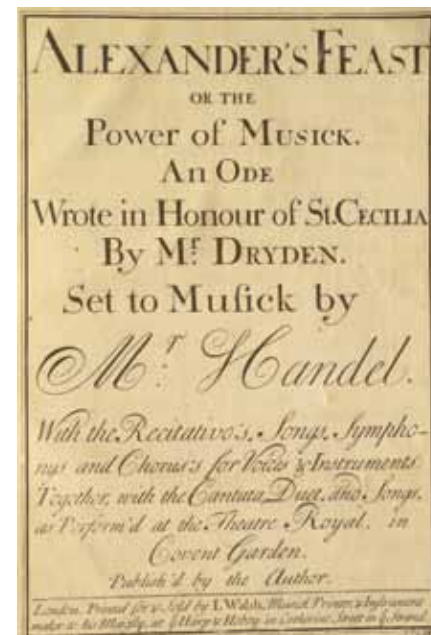 ALEXANDER'S FEAST
OR THE
Power of MUSICK.
An ODE
Wrote in Honour of St. CECILIA
By Mr. DRYDEN.
Set to Muſick by
Mr. Handel.
With the Recitativo's, Songs, Sympho-
nys and Chorus's for Voices & Instruments.
Together, with the Cantata, Duet, and Songs,
as Perform'd at the Theatre Royal, in
Covent Garden.
Publish'd by the Author.
London. Printed for & Sold by I. Walsh, Musick Printer, & Instrument
maker to his Majesty, at ye Harp & Hoboy, in Catherine Street in ye Strand.